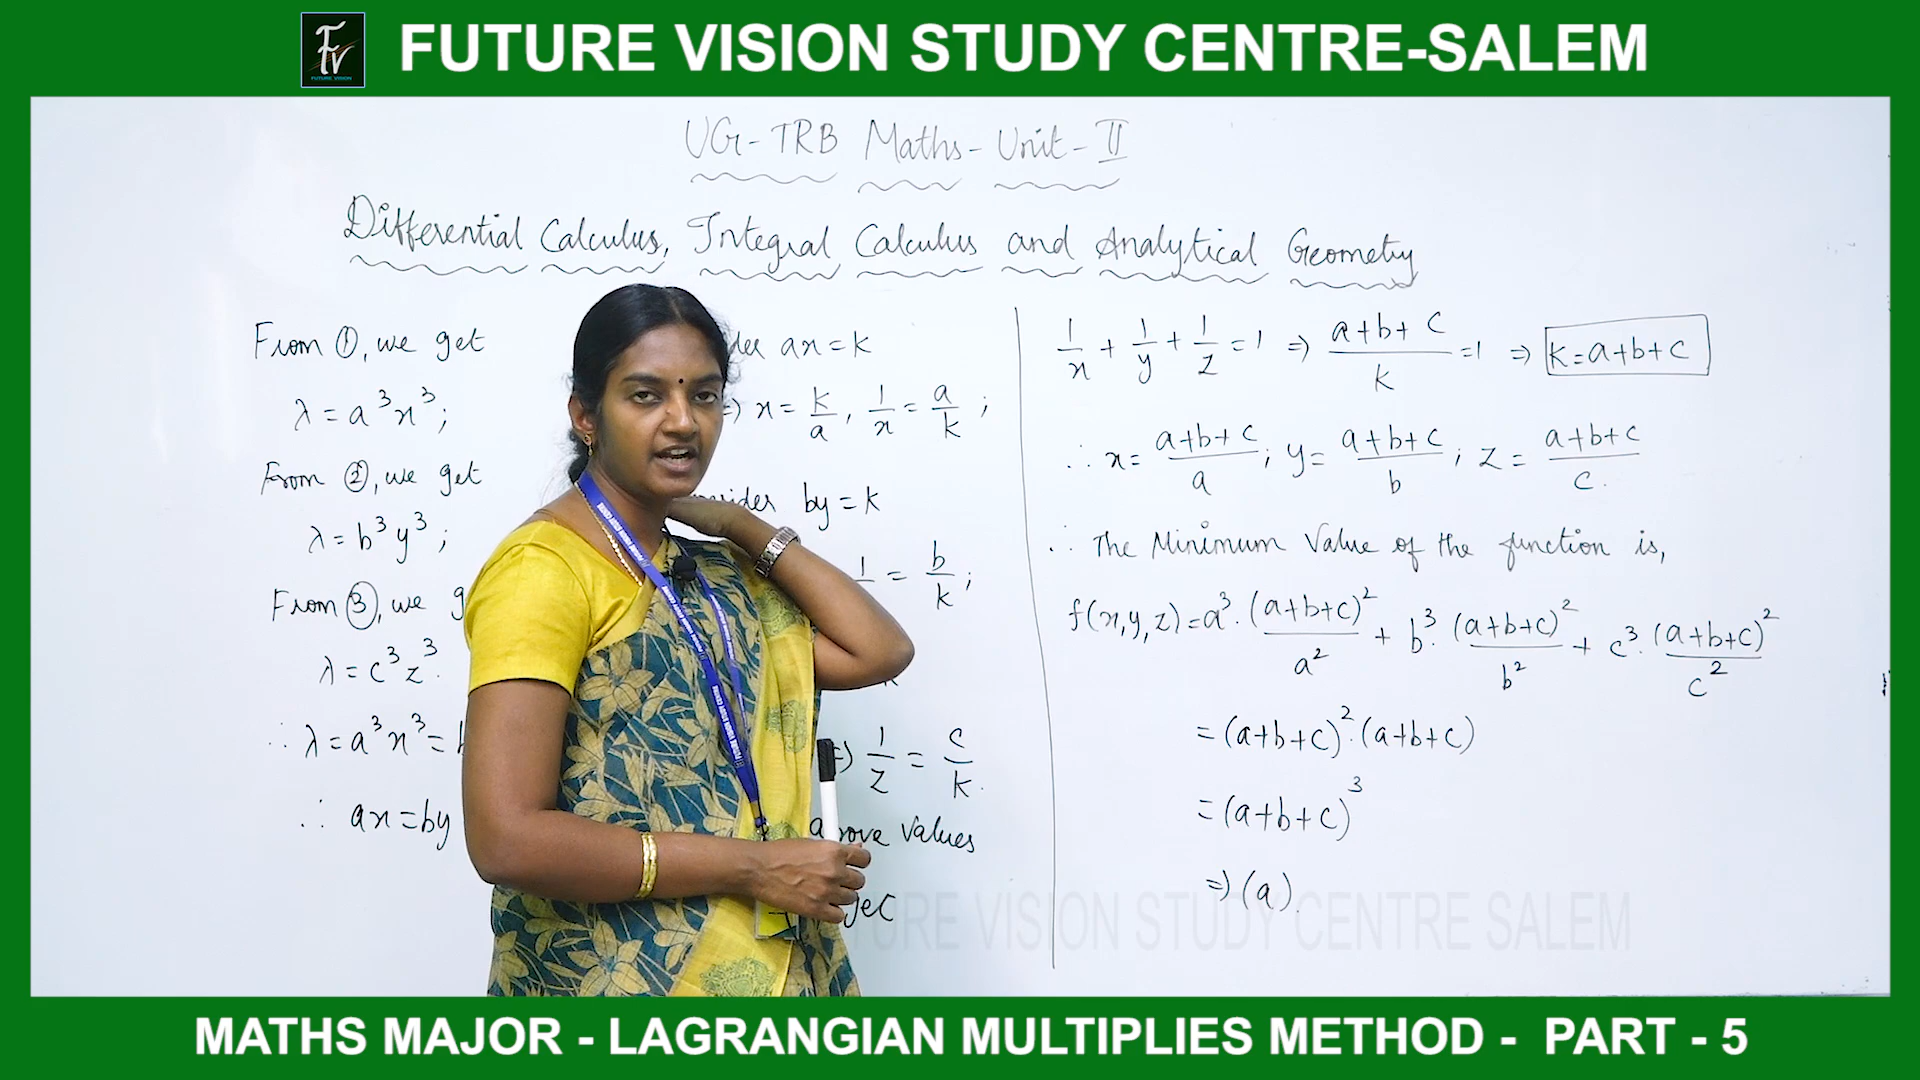 FV
FUTURE VISION
FUTURE VISION STUDY CENTRE-SALEM
UG-TRB Maths-Unit-II
Differential Calculus, Integral Calculus and Analytical Geometry
From ①, we get
λ = a³x³;
From ②, we get
λ = b³y³;
From ③, we g
λ = c³z³.
∴ λ = a³x³ =
∴ ax = by
ax = k
⇒ x = k/a, 1/x = a/k;
by = k
= b/k;
⇒ 1/z = c/k.
above values
1/x + 1/y + 1/z = 1 ⇒ (a+b+c)/k = 1 ⇒ k = a+b+c
∴ x = (a+b+c)/a; y = (a+b+c)/b; z = (a+b+c)/c.
∴ The Minimum Value of the function is,
f(x,y,z) = a³·(a+b+c)²/a² + b³·(a+b+c)²/b² + c³·(a+b+c)²/c²
= (a+b+c)²·(a+b+c)
= (a+b+c)³
⇒ (a).
FUTURE VISION STUDY CENTRE SALEM
MATHS MAJOR - LAGRANGIAN MULTIPLIES METHOD - PART - 5